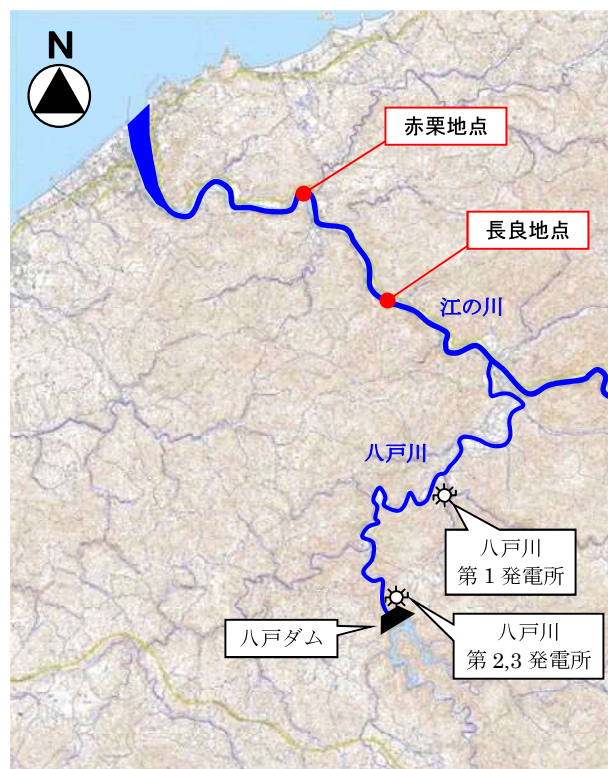 N
赤栗地点
長良地点
江の川
八戸川
八戸川
第1発電所
八戸ダム
八戸川
第2,3発電所